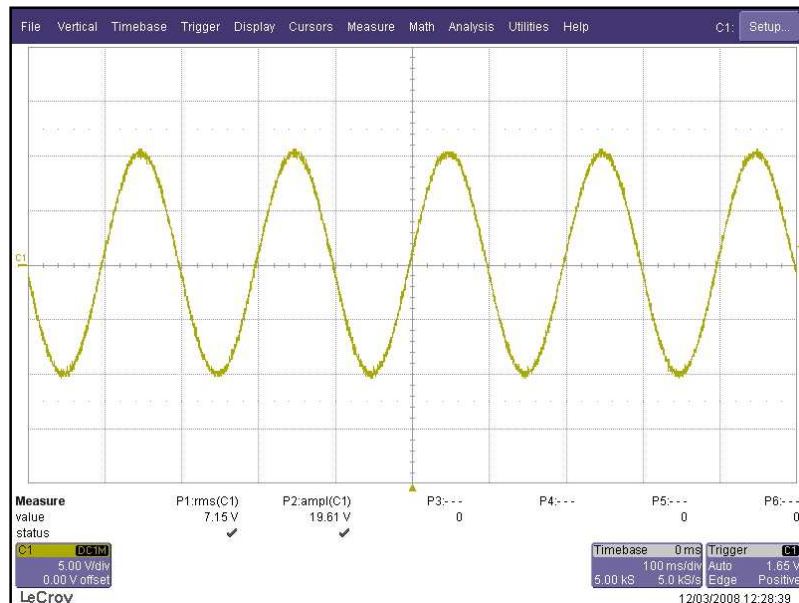 File Vertical Timebase Trigger Display Cursors Measure Math Analysis Utilities Help C1: Setup...
C1
Measure P1:rms(C1) P2:ampl(C1) P3:- - - P4:- - - P5:- - - P6:- - -
value 7.15 V 19.61 V 0 0 0
status
C1 DC1M
5.00 V/div
0.00 V offset
Timebase 0 ms
100 ms/div
5.00 kS 5.0 kS/s
Trigger C1
Auto 1.65 V
Edge Positive
LeCroy 12/03/2008 12:28:39